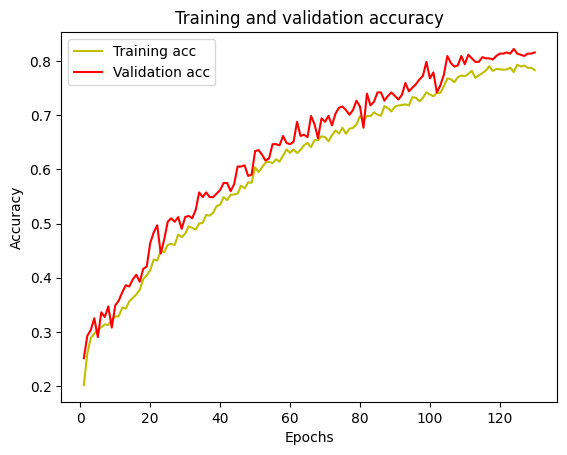 Training and validation accuracy
Training acc
Validation acc
Accuracy
0.8
0.7
0.6
0.5
0.4
0.3
0.2
0 20 40 60 80 100 120
Epochs